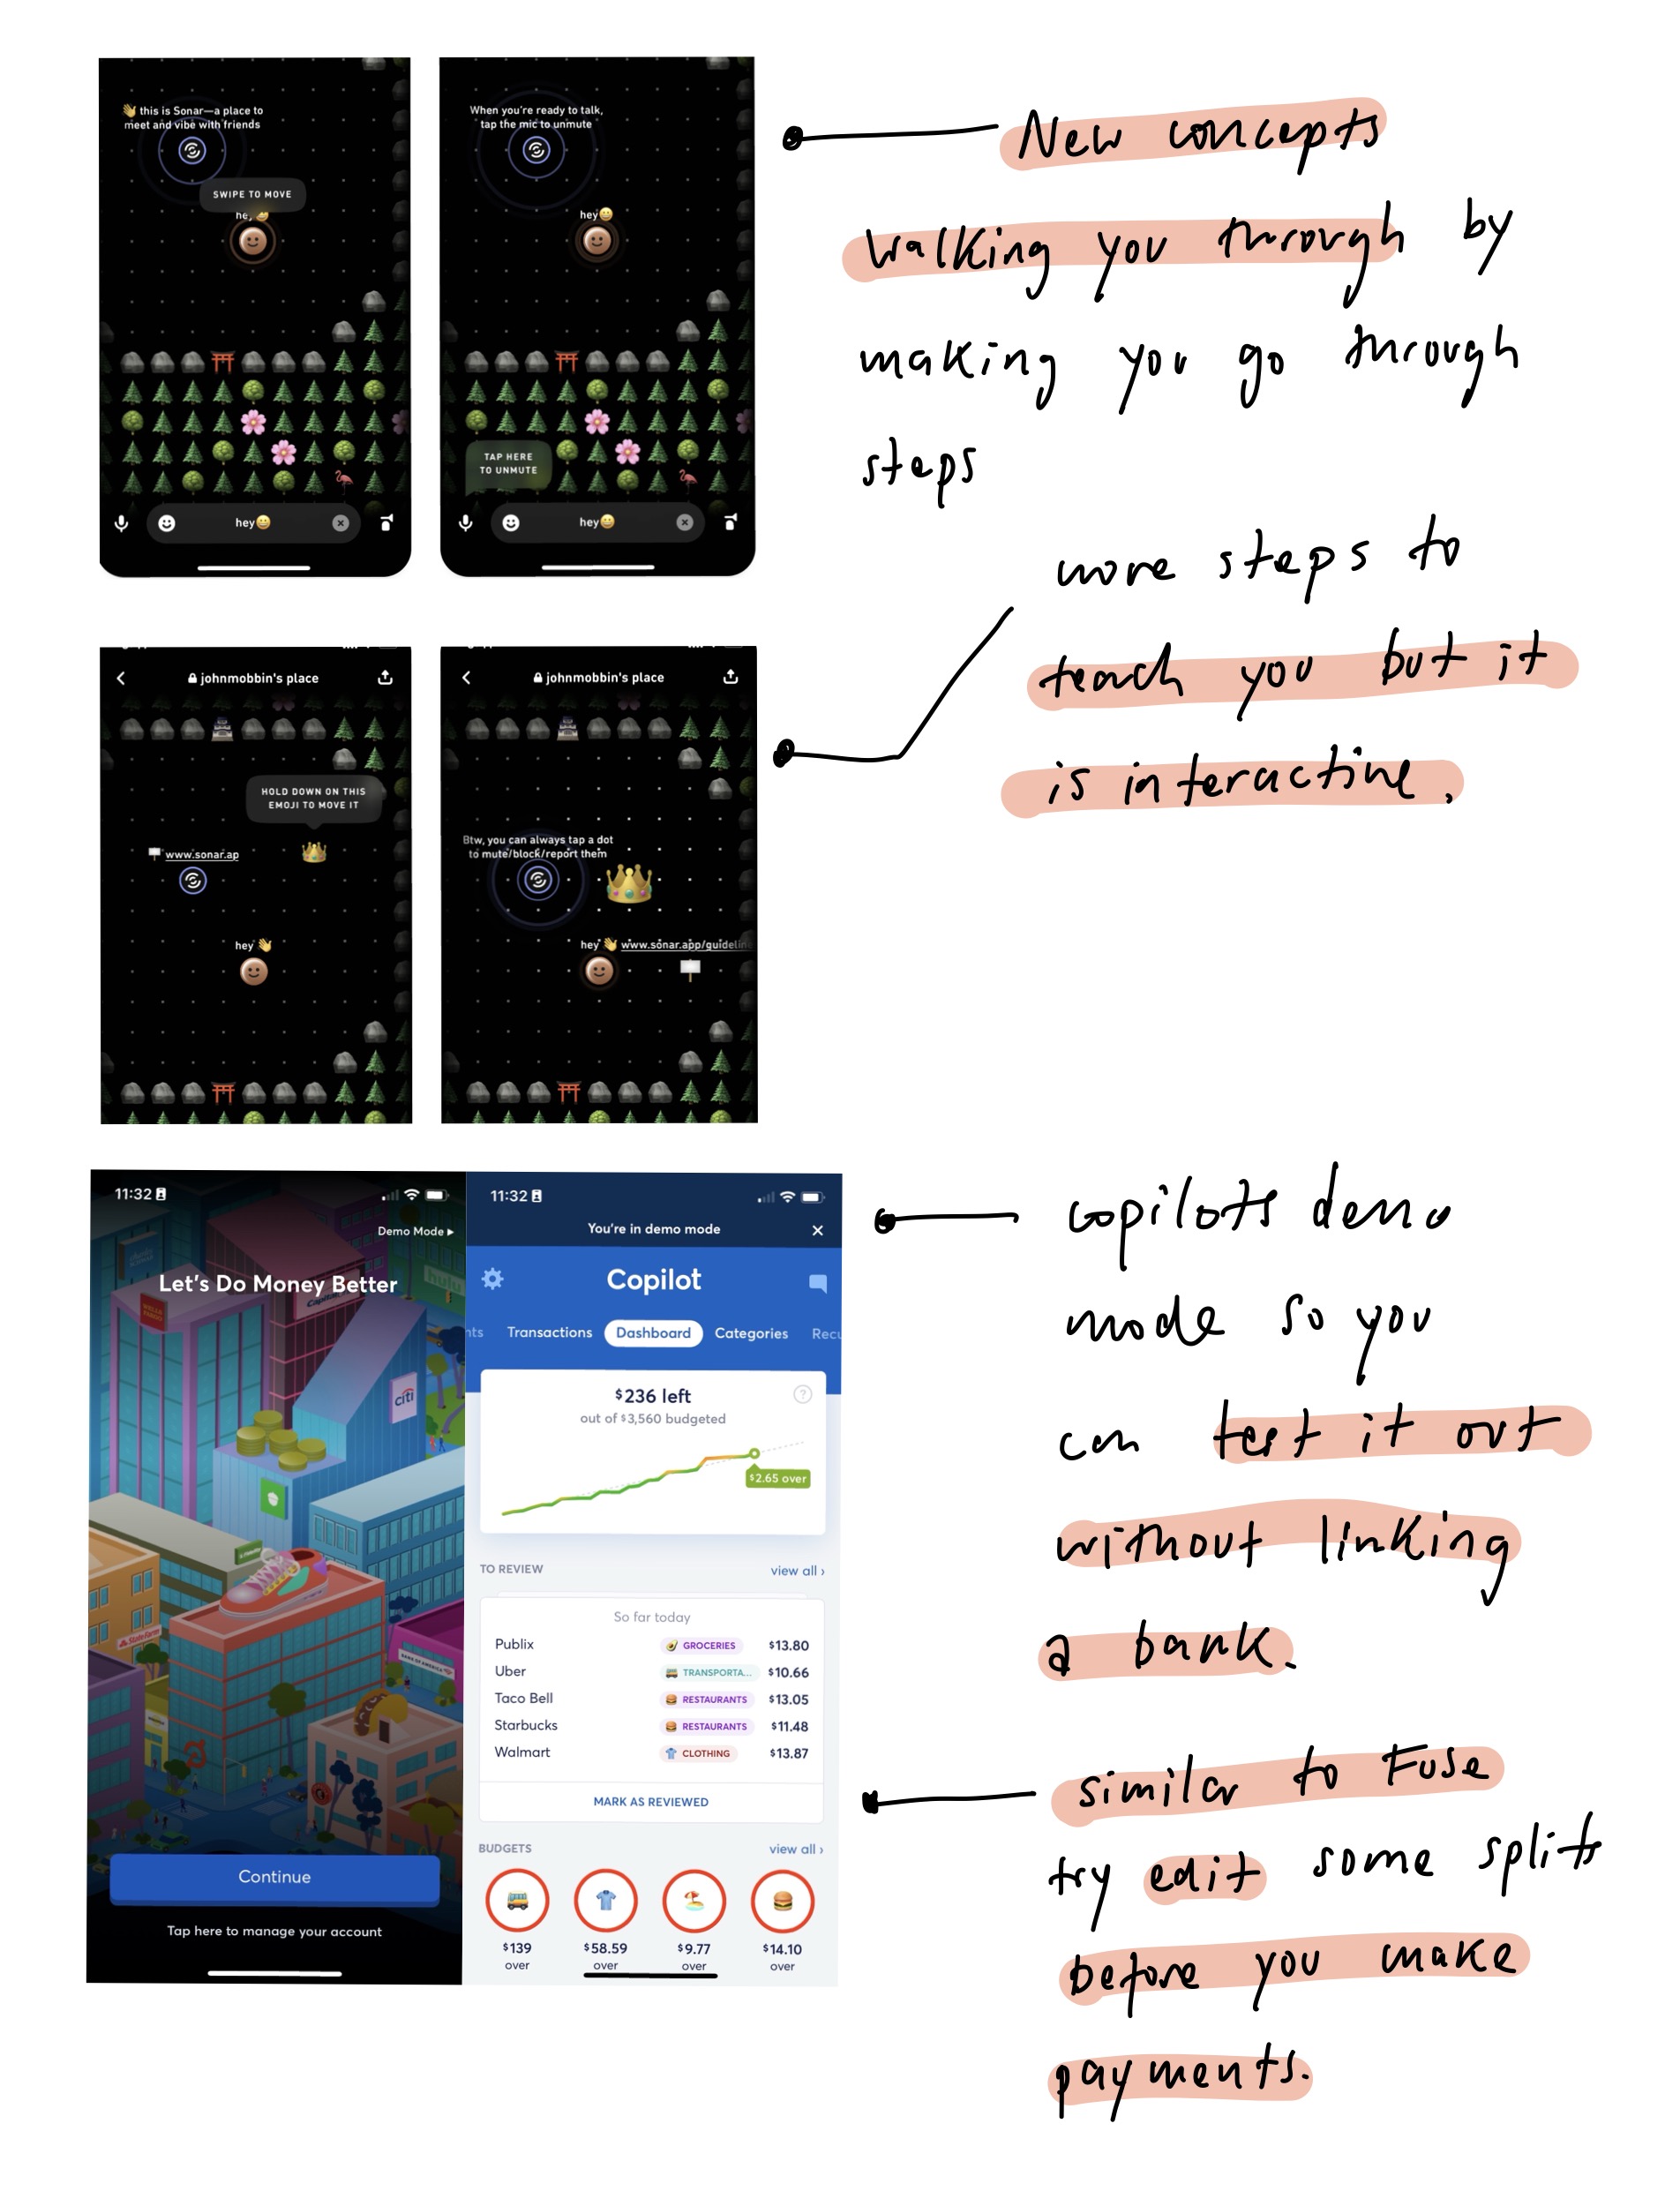 👋 this is Sonar—a place to
meet and vibe with friends
SWIPE TO MOVE
hey
hey😀
When you're ready to talk,
tap the mic to unmute
hey😀
TAP HERE
TO UNMUTE
hey😀
New concepts
walking you through by
making you go through
steps
johnmobbin's place
HOLD DOWN ON THIS
EMOJI TO MOVE IT
www.sonar.ap
hey 👋
johnmobbin's place
Btw, you can always tap a dot
to mute/block/report them
hey 👋 www.sonar.app/guidelin
more steps to
teach you but it
is interactive.
11:32
Demo Mode ▸
Let's Do Money Better
WELLS
FARGO
citi
StateFarm
BANK OF AMERICA
Continue
Tap here to manage your account
11:32
You're in demo mode
Copilot
nts Transactions Dashboard Categories Recu
$236 left
out of $3,560 budgeted
$2.65 over
TO REVIEW view all ›
So far today
Publix GROCERIES $13.80
Uber TRANSPORTA... $10.66
Taco Bell RESTAURANTS $13.05
Starbucks RESTAURANTS $11.48
Walmart CLOTHING $13.87
MARK AS REVIEWED
BUDGETS view all ›
$139 $58.59 $9.77 $14.10
over over over over
copilots demo
mode so you
can test it out
without linking
a bank.
similar to Fuse
try edit some split
before you make
payments.